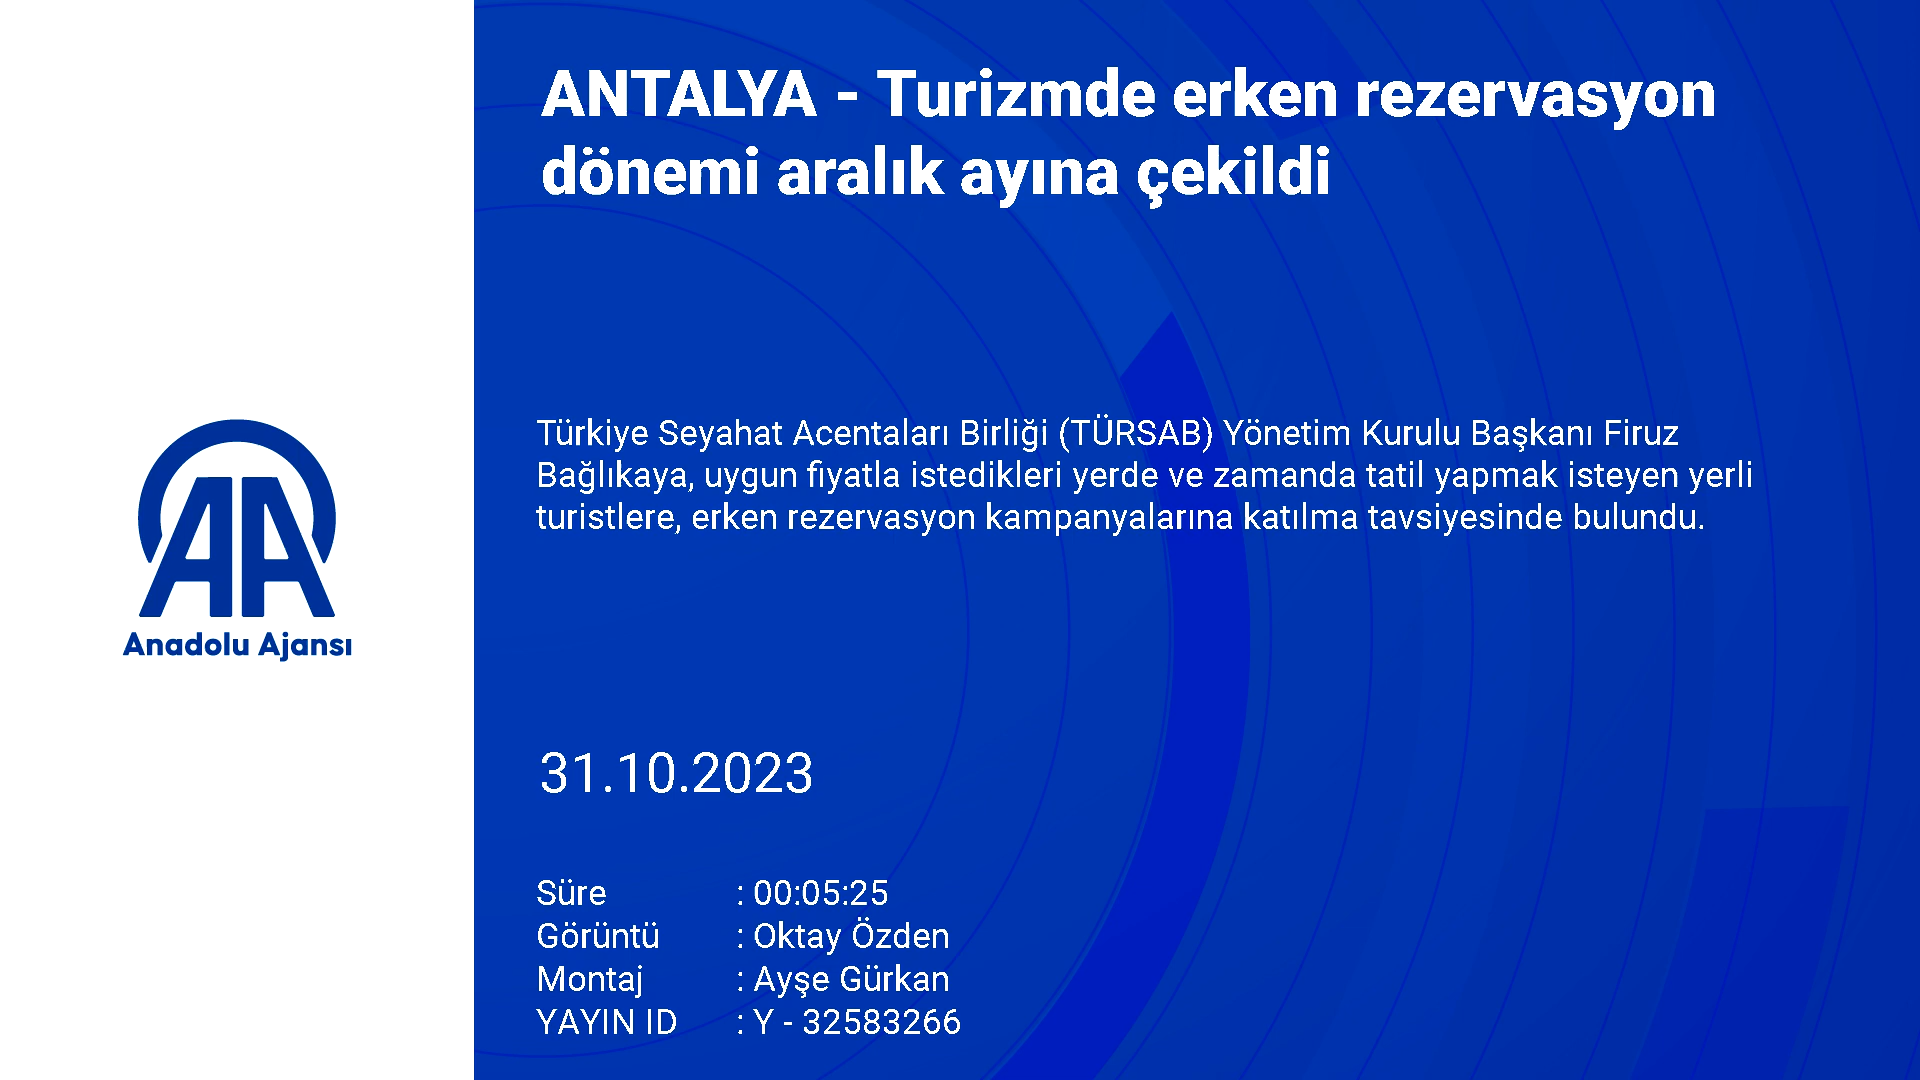 ANTALYA - Turizmde erken rezervasyon
dönemi aralık ayına çekildi
Türkiye Seyahat Acentaları Birliği (TÜRSAB) Yönetim Kurulu Başkanı Firuz
Bağlıkaya, uygun fiyatla istedikleri yerde ve zamanda tatil yapmak isteyen yerli
turistlere, erken rezervasyon kampanyalarına katılma tavsiyesinde bulundu.
AA
Anadolu Ajansı
31.10.2023
Süre : 00:05:25
Görüntü : Oktay Özden
Montaj : Ayşe Gürkan
YAYIN ID : Y - 32583266